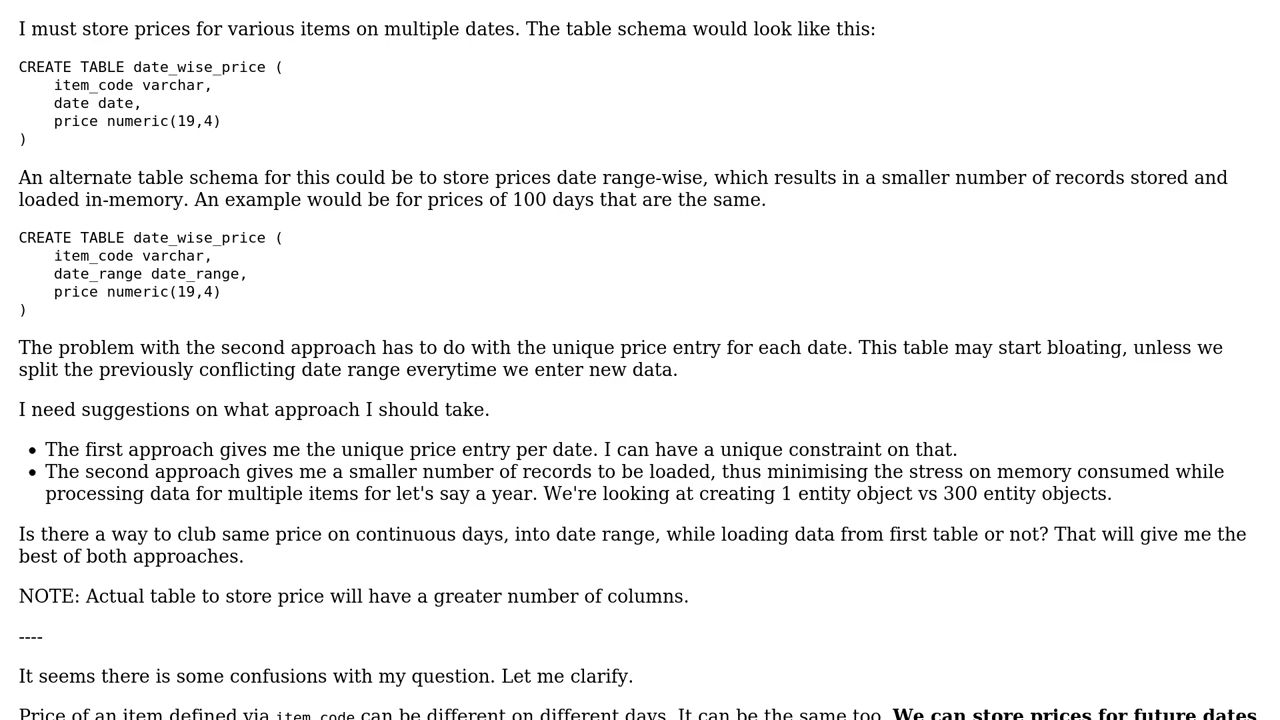 I must store prices for various items on multiple dates. The table schema would look like this:
CREATE TABLE date_wise_price (
    item_code varchar,
    date date,
    price numeric(19,4)
)
An alternate table schema for this could be to store prices date range-wise, which results in a smaller number of records stored and
loaded in-memory. An example would be for prices of 100 days that are the same.
CREATE TABLE date_wise_price (
    item_code varchar,
    date_range date_range,
    price numeric(19,4)
)
The problem with the second approach has to do with the unique price entry for each date. This table may start bloating, unless we
split the previously conflicting date range everytime we enter new data.
I need suggestions on what approach I should take.
• The first approach gives me the unique price entry per date. I can have a unique constraint on that.
• The second approach gives me a smaller number of records to be loaded, thus minimising the stress on memory consumed while
processing data for multiple items for let's say a year. We're looking at creating 1 entity object vs 300 entity objects.
Is there a way to club same price on continuous days, into date range, while loading data from first table or not? That will give me the
best of both approaches.
NOTE: Actual table to store price will have a greater number of columns.
----
It seems there is some confusions with my question. Let me clarify.
Price of an item defined via item_code can be different on different days. It can be the same too. We can store prices for future dates